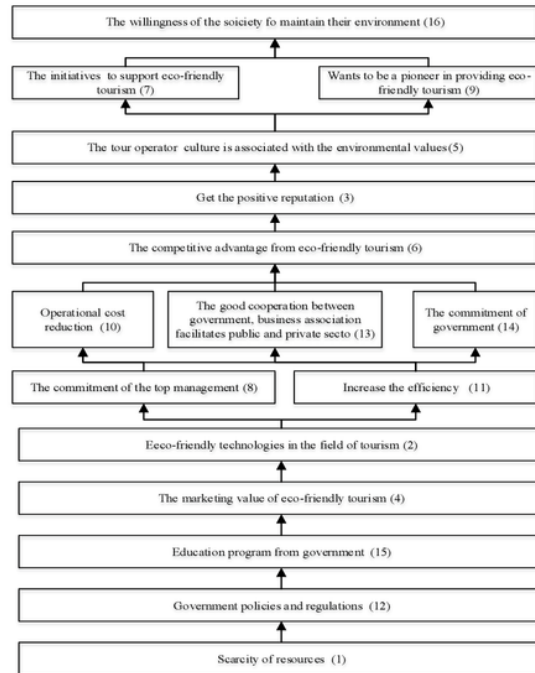 The willingness of the soiciety fo maintain their environment (16)
The initiatives to support eco-friendly
tourism (7)
Wants to be a pioneer in providing eco-
friendly tourism (9)
The tour operator culture is associated with the environmental values(5)
Get the positive reputation (3)
The competitive advantage from eco-friendly tourism (6)
Operational cost
reduction (10)
The good cooperation between
government, business association
facilitates public and private secto (13)
The commitment of
government (14)
The commitment of the top management (8)
Increase the efficiency (11)
Eeco-friendly technologies in the field of tourism (2)
The marketing value of eco-friendly tourism (4)
Education program from government (15)
Government policies and regulations (12)
Scarcity of resources (1)